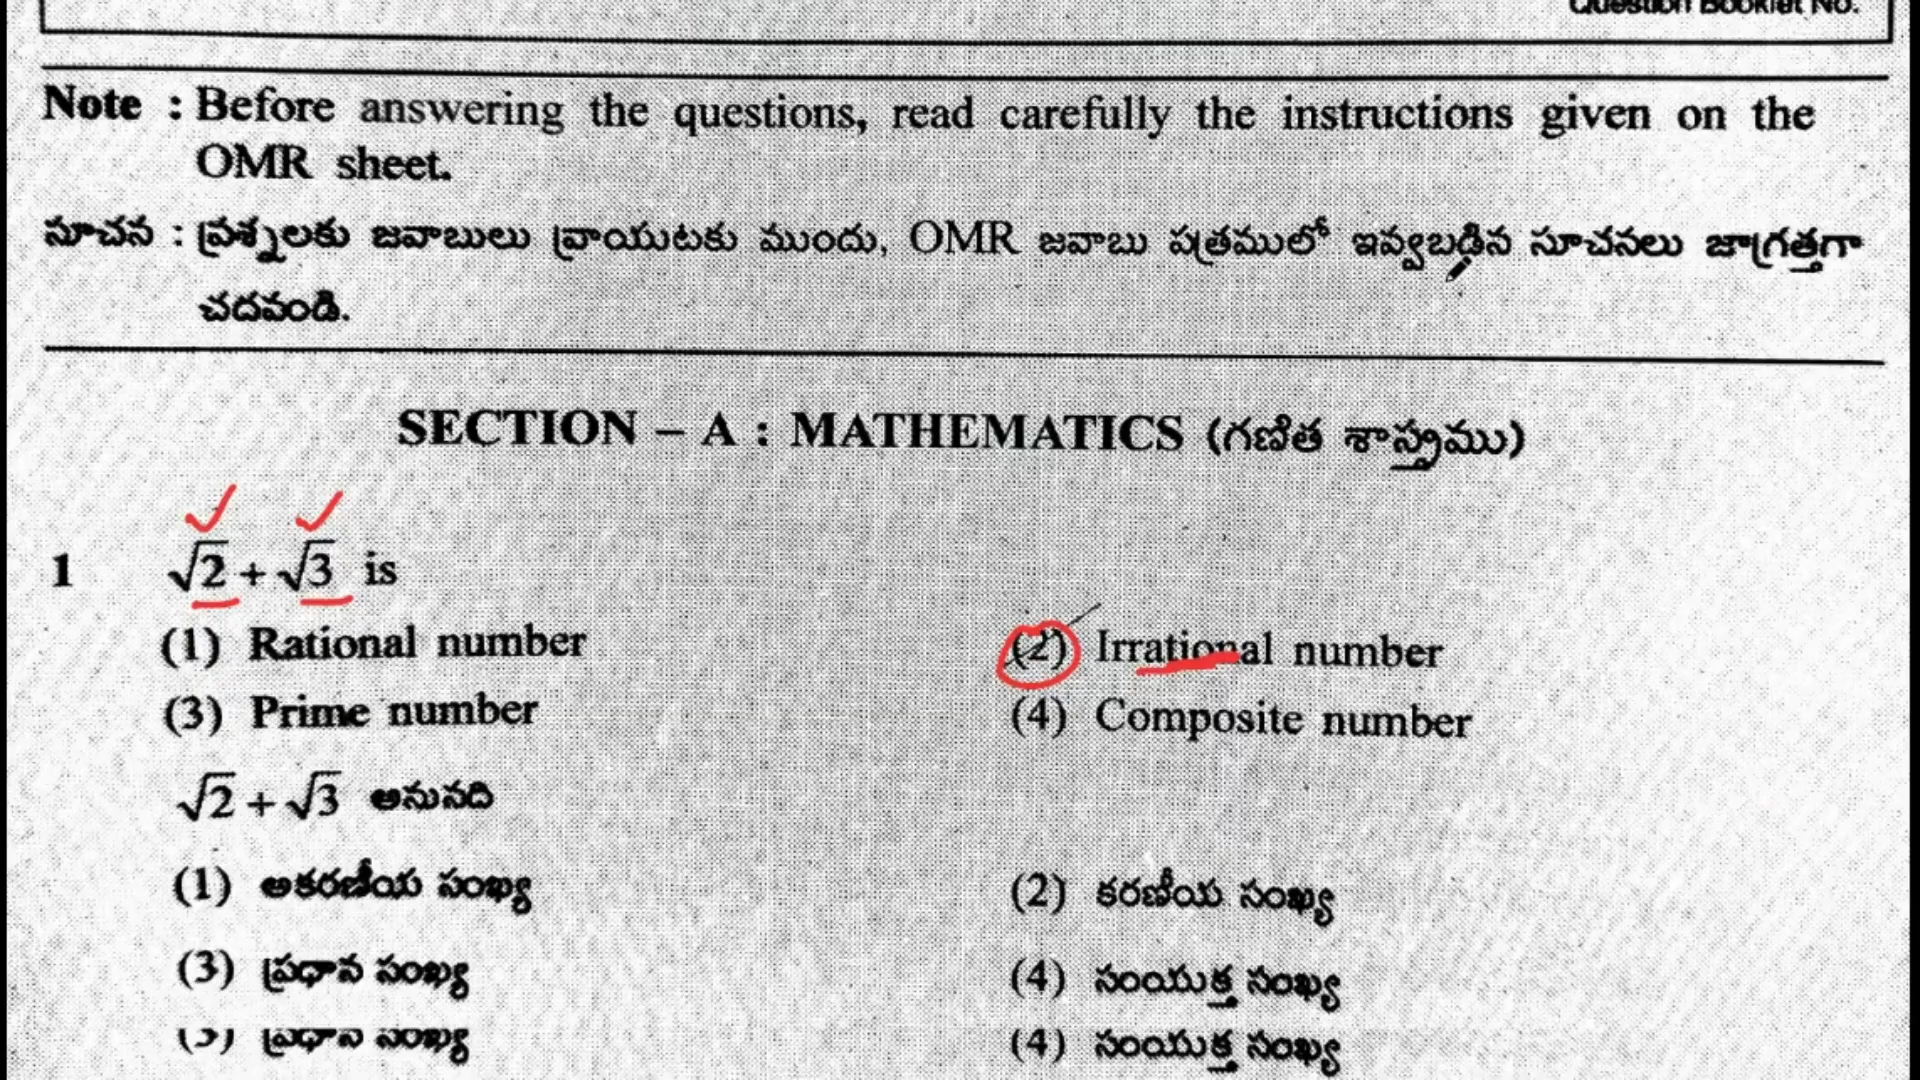 Question Booklet No.
Note : Before answering the questions, read carefully the instructions given on the
OMR sheet.
సూచన : ప్రశ్నలకు జవాబులు వ్రాయుటకు ముందు, OMR జవాబు పత్రములో ఇవ్వబడిన సూచనలు జాగ్రత్తగా
చదవండి.
SECTION – A : MATHEMATICS (గణిత శాస్త్రము)
1 √2 + √3 is
(1) Rational number (2) Irrational number
(3) Prime number (4) Composite number
√2 + √3 అనునది
(1) అకరణీయ సంఖ్య (2) కరణీయ సంఖ్య
(3) ప్రధాన సంఖ్య (4) సంయుక్త సంఖ్య
(3) ప్రధాన సంఖ్య (4) సంయుక్త సంఖ్య